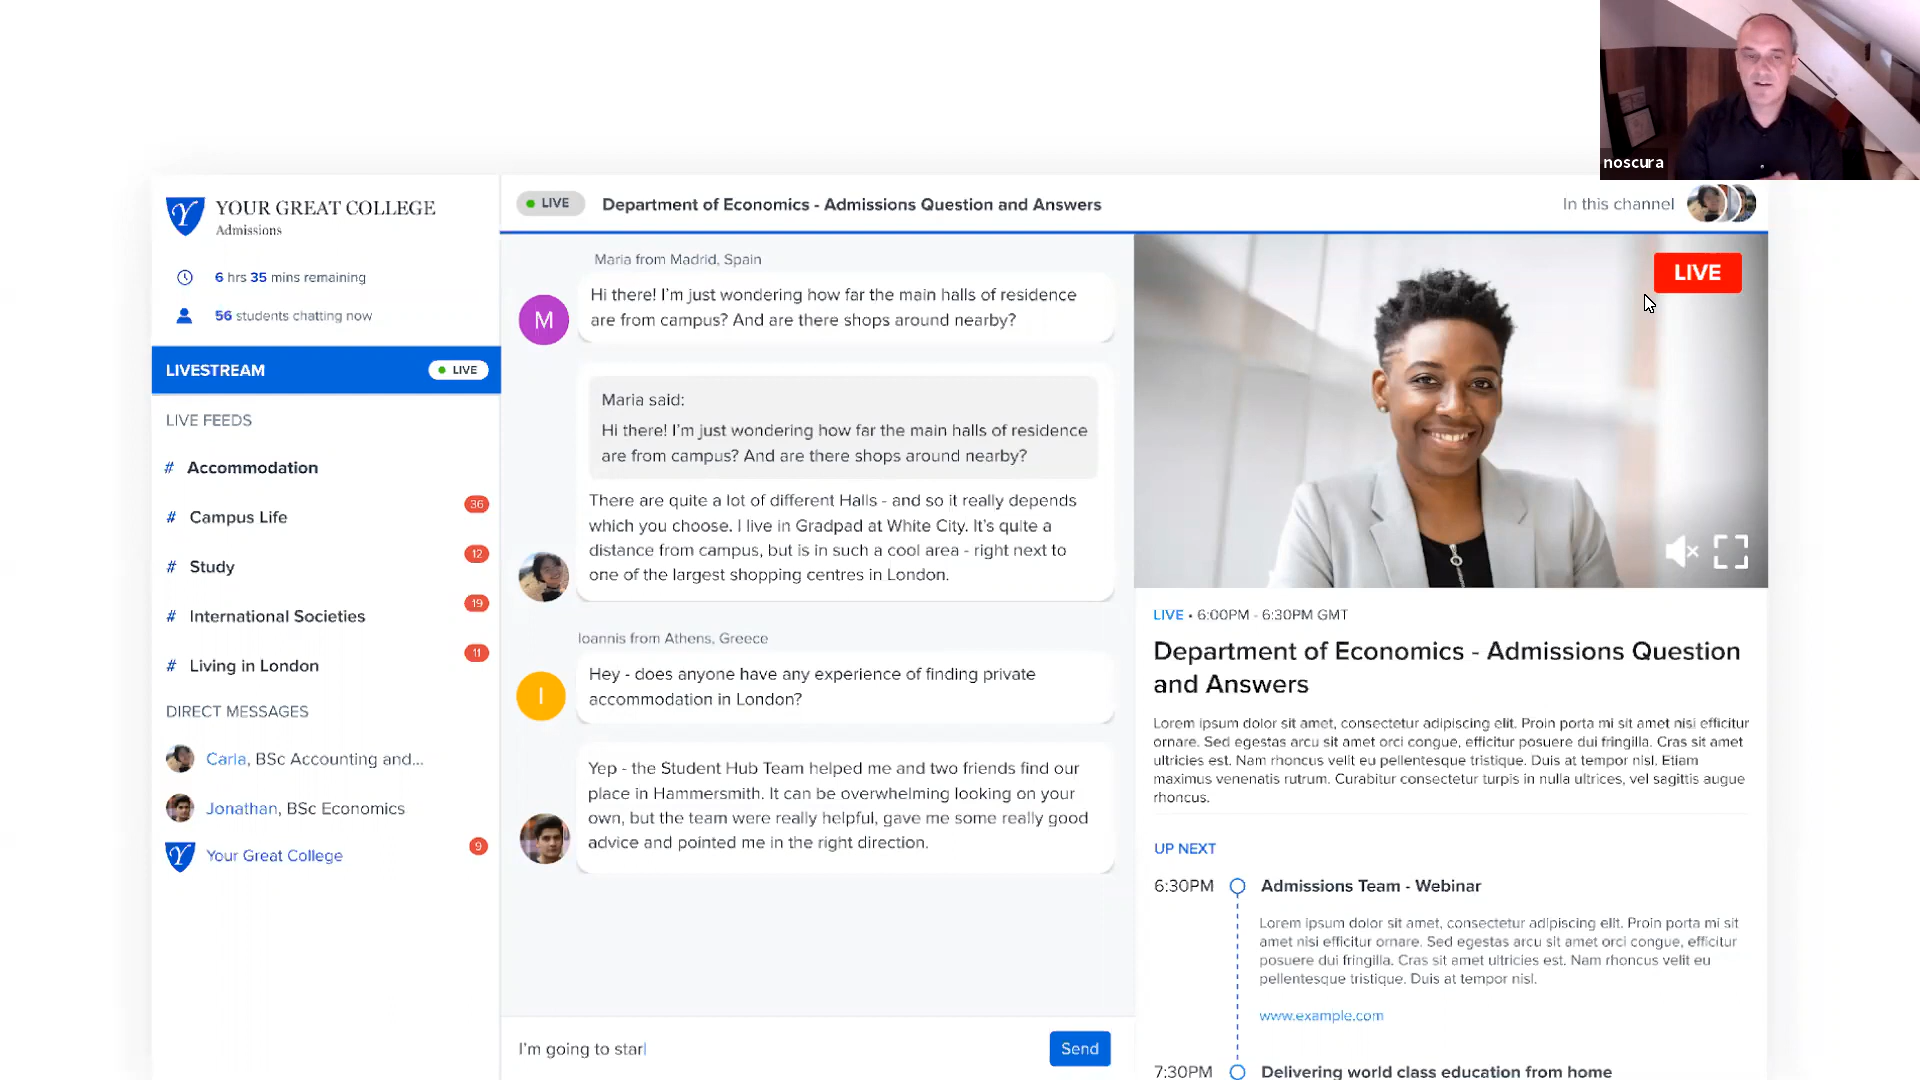 noscura
YOUR GREAT COLLEGE
Admissions
6 hrs 35 mins remaining
56 students chatting now
LIVESTREAM
LIVE
LIVE FEEDS
# Accommodation
# Campus Life
36
# Study
12
# International Societies
19
# Living in London
11
DIRECT MESSAGES
Carla, BSc Accounting and...
Jonathan, BSc Economics
Your Great College
9
LIVE
Department of Economics - Admissions Question and Answers
In this channel
Maria from Madrid, Spain
M
Hi there! I'm just wondering how far the main halls of residence
are from campus? And are there shops around nearby?
Maria said:
Hi there! I'm just wondering how far the main halls of residence
are from campus? And are there shops around nearby?
There are quite a lot of different Halls - and so it really depends
which you choose. I live in Gradpad at White City. It's quite a
distance from campus, but is in such a cool area - right next to
one of the largest shopping centres in London.
Ioannis from Athens, Greece
I
Hey - does anyone have any experience of finding private
accommodation in London?
Yep - the Student Hub Team helped me and two friends find our
place in Hammersmith. It can be overwhelming looking on your
own, but the team were really helpful, gave me some really good
advice and pointed me in the right direction.
I'm going to star
Send
LIVE
LIVE • 6:00PM - 6:30PM GMT
Department of Economics - Admissions Question
and Answers
Lorem ipsum dolor sit amet, consectetur adipiscing elit. Proin porta mi sit amet nisi efficitur
ornare. Sed egestas arcu sit amet orci congue, efficitur posuere dui fringilla. Cras sit amet
ultricies est. Nam rhoncus velit eu pellentesque tristique. Duis at tempor nisl. Etiam
maximus venenatis rutrum. Curabitur consectetur turpis in nulla ultrices, vel sagittis augue
rhoncus.
UP NEXT
6:30PM
Admissions Team - Webinar
Lorem ipsum dolor sit amet, consectetur adipiscing elit. Proin porta mi sit
amet nisi efficitur ornare. Sed egestas arcu sit amet orci congue, efficitur
posuere dui fringilla. Cras sit amet ultricies est. Nam rhoncus velit eu
pellentesque tristique. Duis at tempor nisl.
www.example.com
7:30PM
Delivering world class education from home